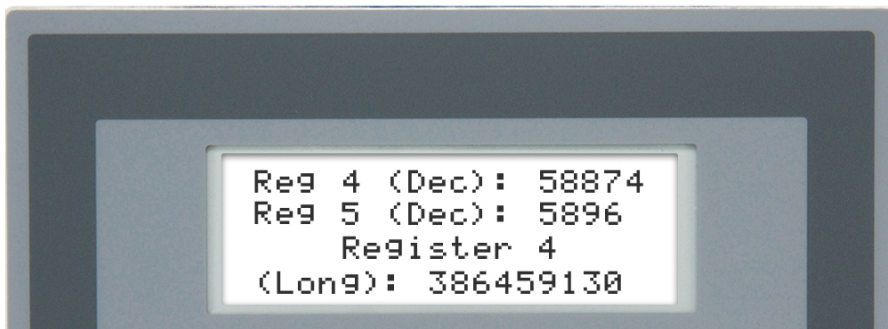 Reg 4 (Dec): 58874
Reg 5 (Dec): 5896
Register 4
(Long): 386459130